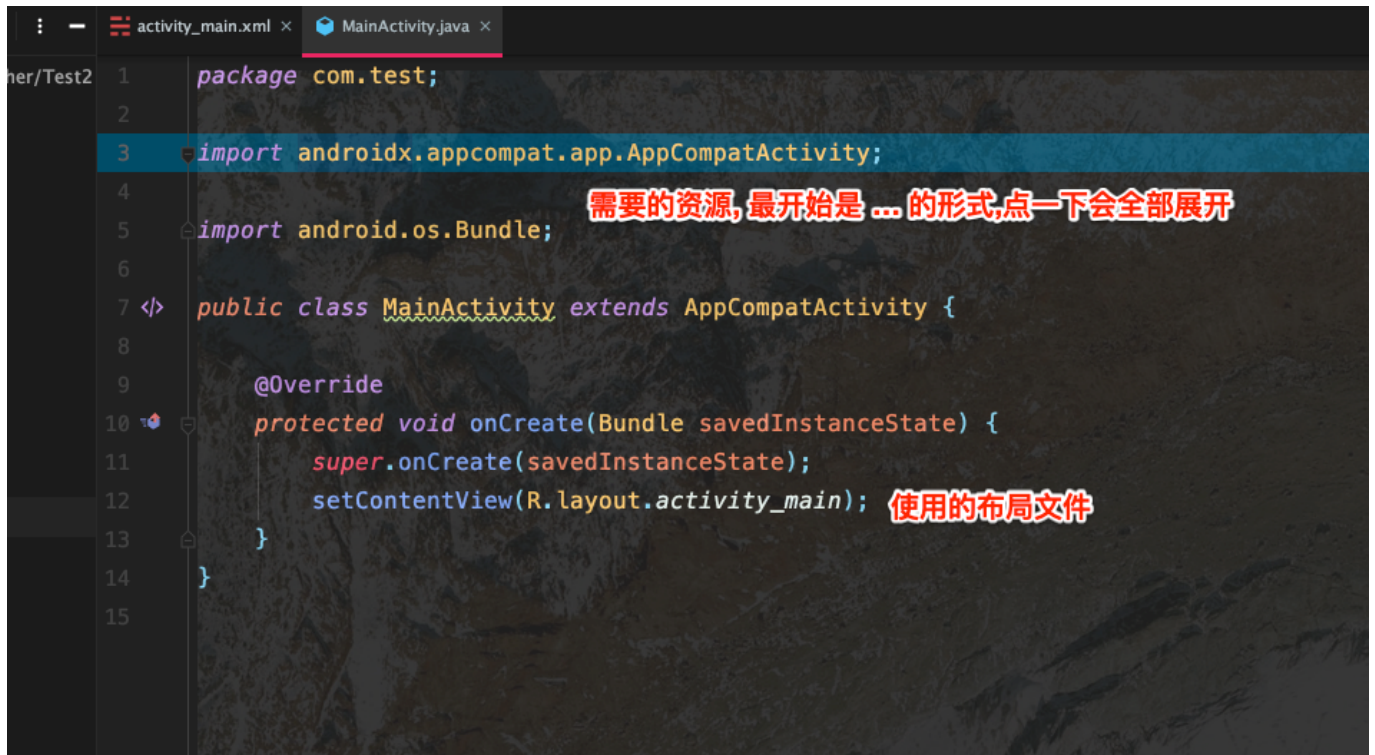 activity_main.xml × MainActivity.java ×
her/Test2
1 package com.test;
2
3 import androidx.appcompat.app.AppCompatActivity;
4
需要的资源, 最开始是 ... 的形式,点一下会全部展开
5 import android.os.Bundle;
6
7 </> public class MainActivity extends AppCompatActivity {
8
9 @Override
10 protected void onCreate(Bundle savedInstanceState) {
11 super.onCreate(savedInstanceState);
12 setContentView(R.layout.activity_main); 使用的布局文件
13 }
14 }
15